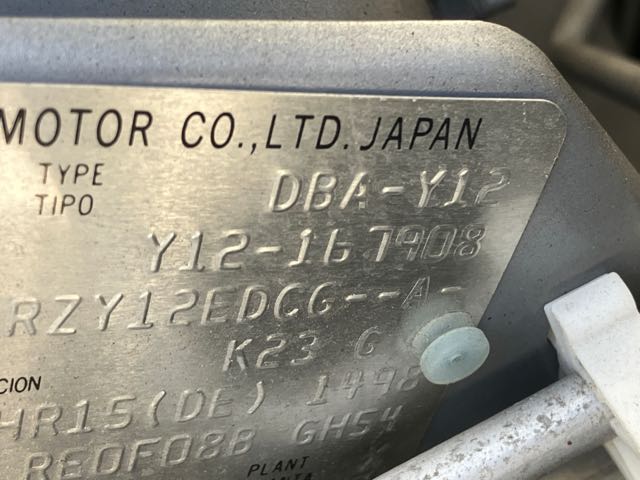 MOTOR CO.,LTD. JAPAN
TYPE
TIPO
DBA-Y12
Y12-167908
RZY12EDCG--A-
K23 G
CION
HR15(DE) 1498
RE0F08B GH54
PLANT